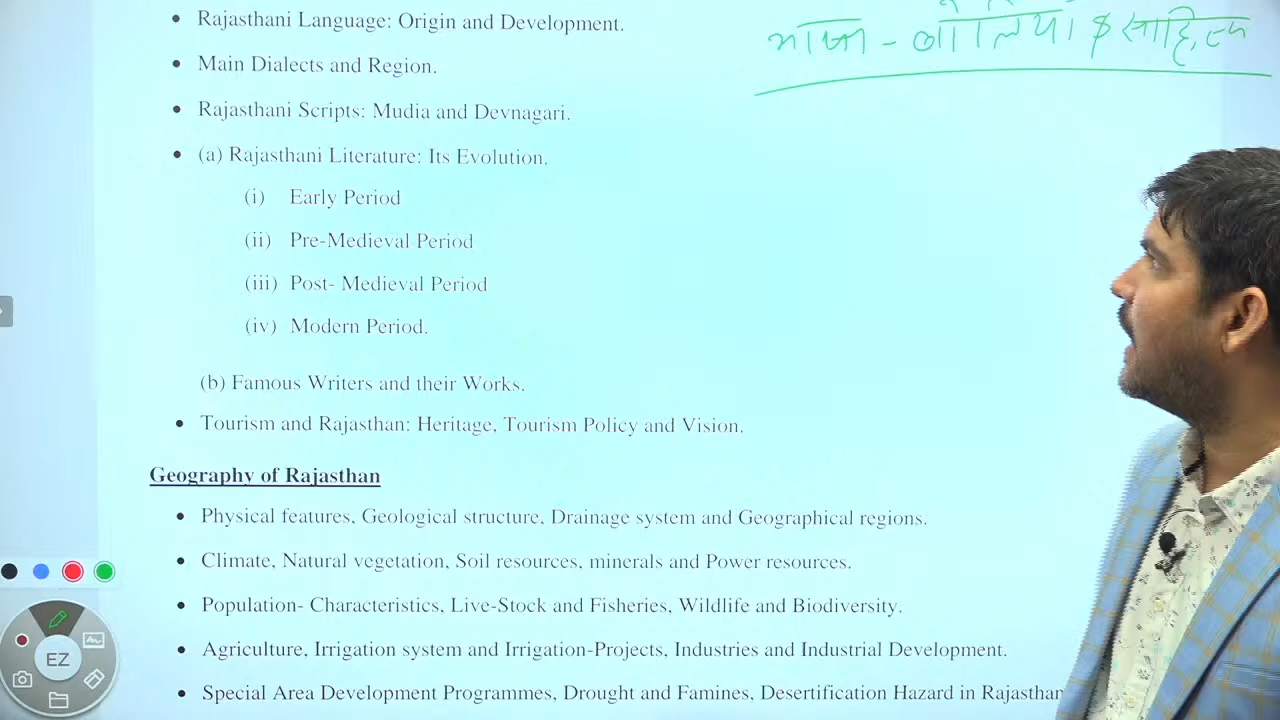 भाषा - बोलियां & साहित्य
• Rajasthani Language: Origin and Development.
• Main Dialects and Region.
• Rajasthani Scripts: Mudia and Devnagari.
• (a) Rajasthani Literature: Its Evolution.
(i) Early Period
(ii) Pre-Medieval Period
(iii) Post- Medieval Period
(iv) Modern Period.
(b) Famous Writers and their Works.
• Tourism and Rajasthan: Heritage, Tourism Policy and Vision.
Geography of Rajasthan
• Physical features, Geological structure, Drainage system and Geographical regions.
• Climate, Natural vegetation, Soil resources, minerals and Power resources.
• Population- Characteristics, Live-Stock and Fisheries, Wildlife and Biodiversity.
• Agriculture, Irrigation system and Irrigation-Projects, Industries and Industrial Development.
• Special Area Development Programmes, Drought and Famines, Desertification Hazard in Rajasthan
EZ